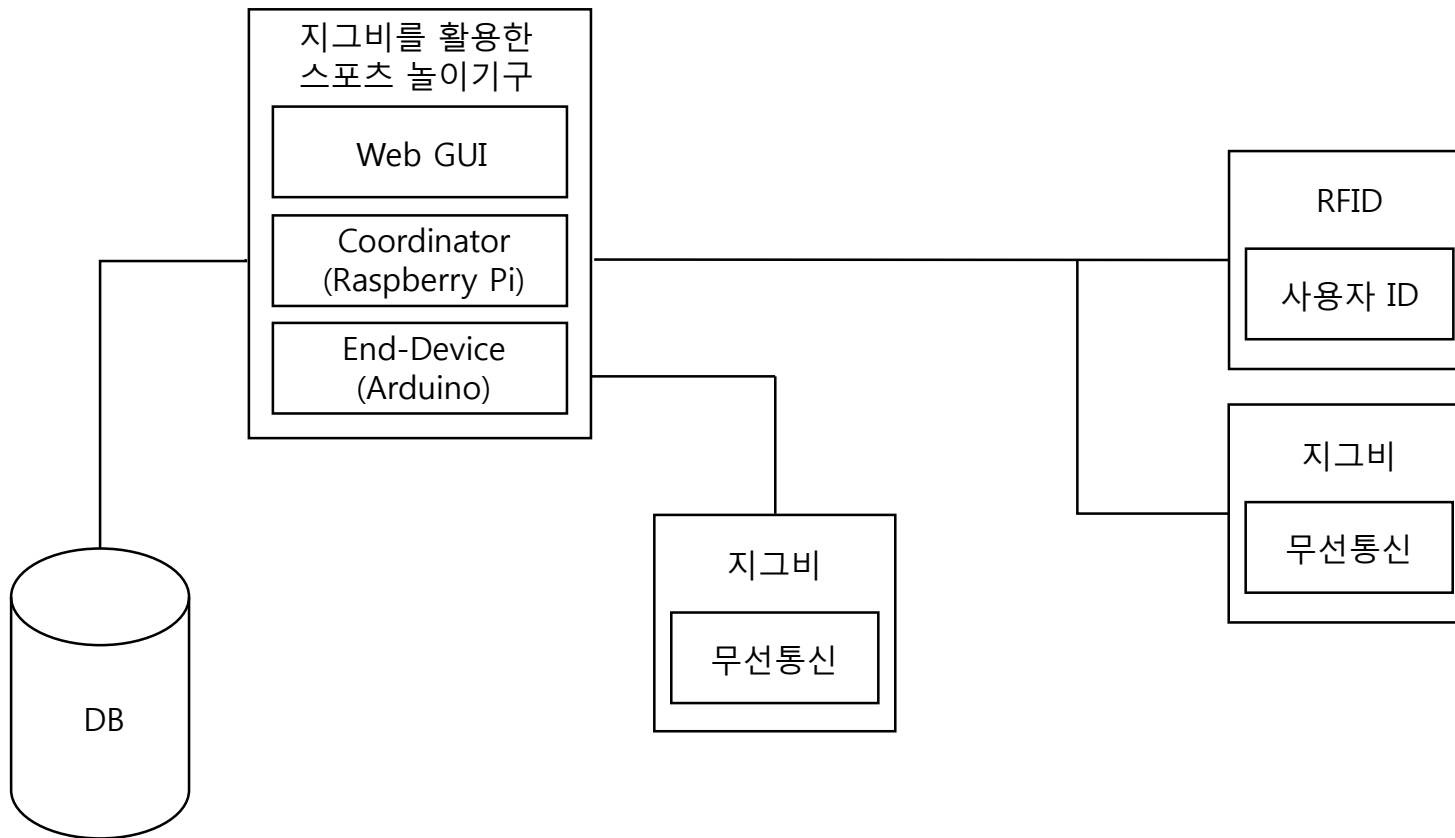 지그비를 활용한
스포츠 놀이기구
Web GUI
Coordinator
(Raspberry Pi)
End-Device
(Arduino)
RFID
사용자 ID
지그비
무선통신
지그비
무선통신
DB